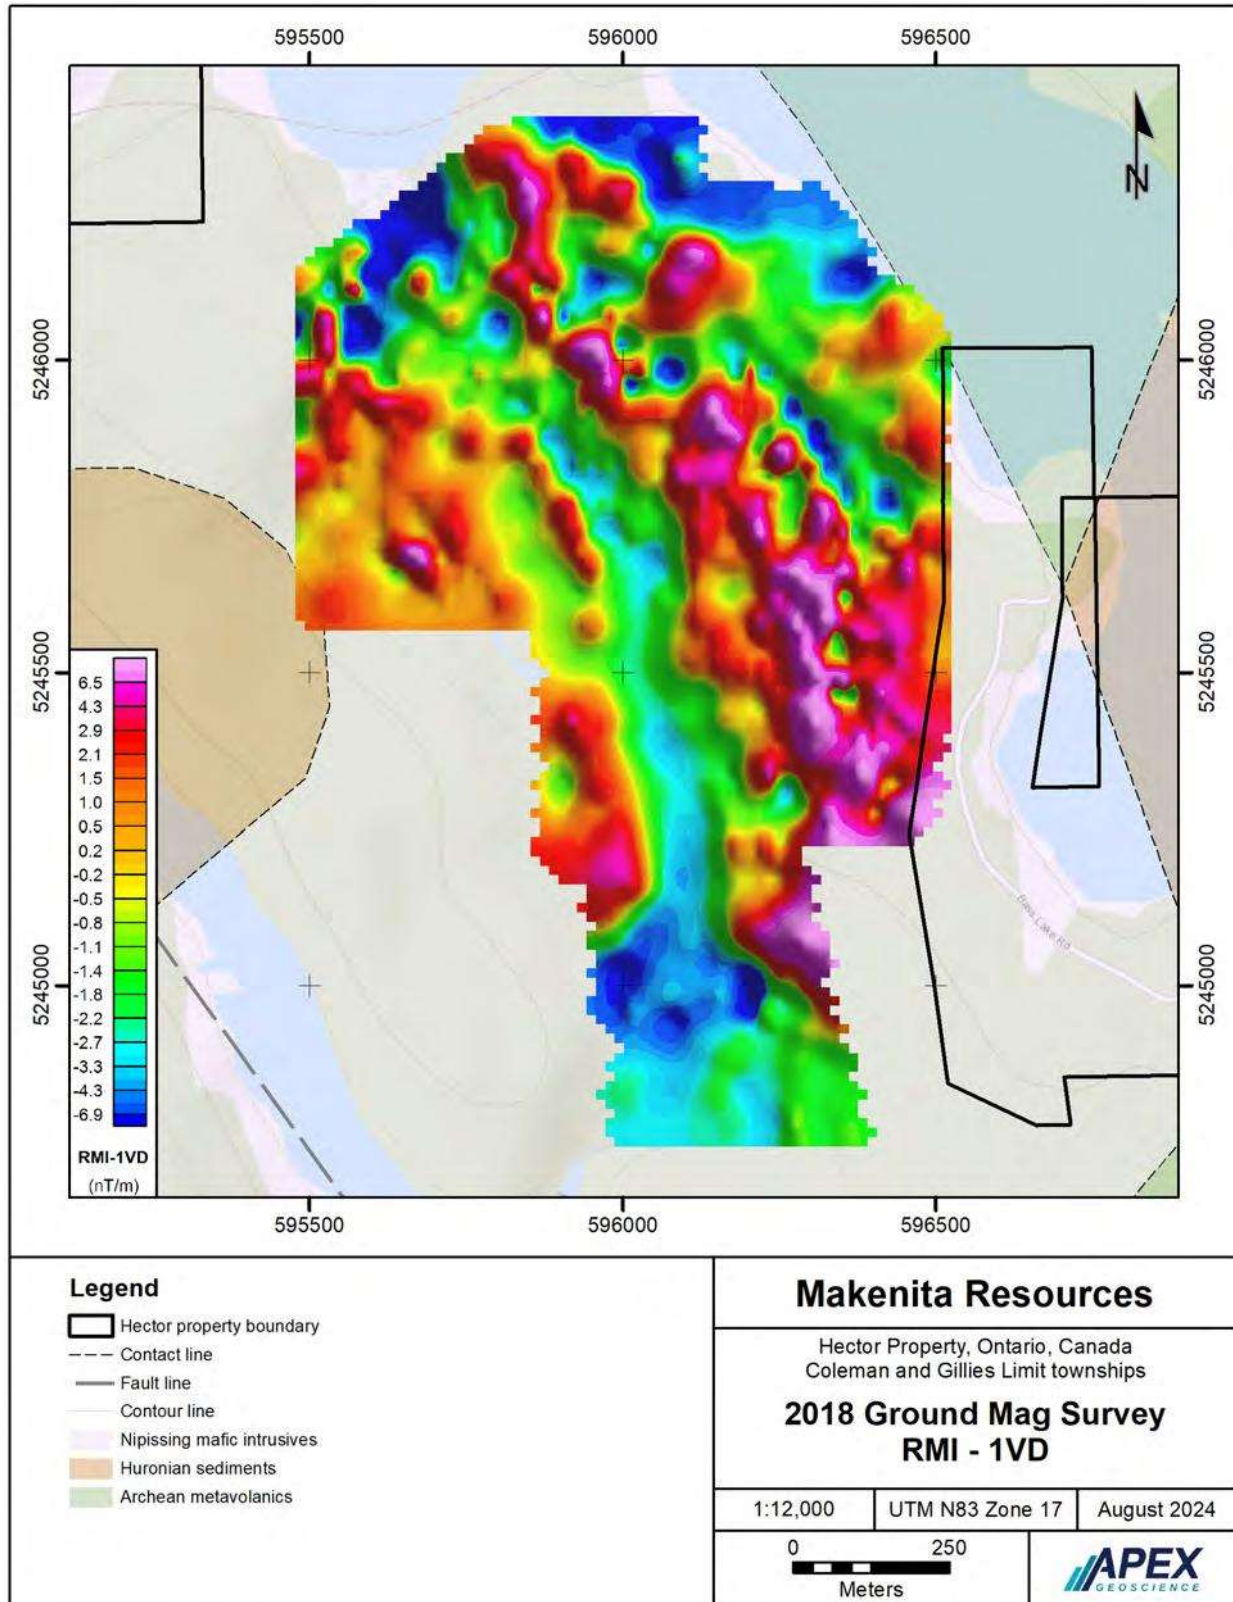 595500
596000
596500
N
5246000
5246000
5245500
5245500
5245000
5245000
6.5
4.3
2.9
2.1
1.5
1.0
0.5
0.2
-0.2
-0.5
-0.8
-1.1
-1.4
-1.8
-2.2
-2.7
-3.3
-4.3
-6.9
RMI-1VD
(nT/m)
Bass Lake Rd
595500
596000
596500
Legend
Hector property boundary
Contact line
Fault line
Contour line
Nipissing mafic intrusives
Huronian sediments
Archean metavolanics
Makenita Resources
Hector Property, Ontario, Canada
Coleman and Gillies Limit townships
2018 Ground Mag Survey
RMI - 1VD
1:12,000
UTM N83 Zone 17
August 2024
0 250
Meters
APEX
GEOSCIENCE